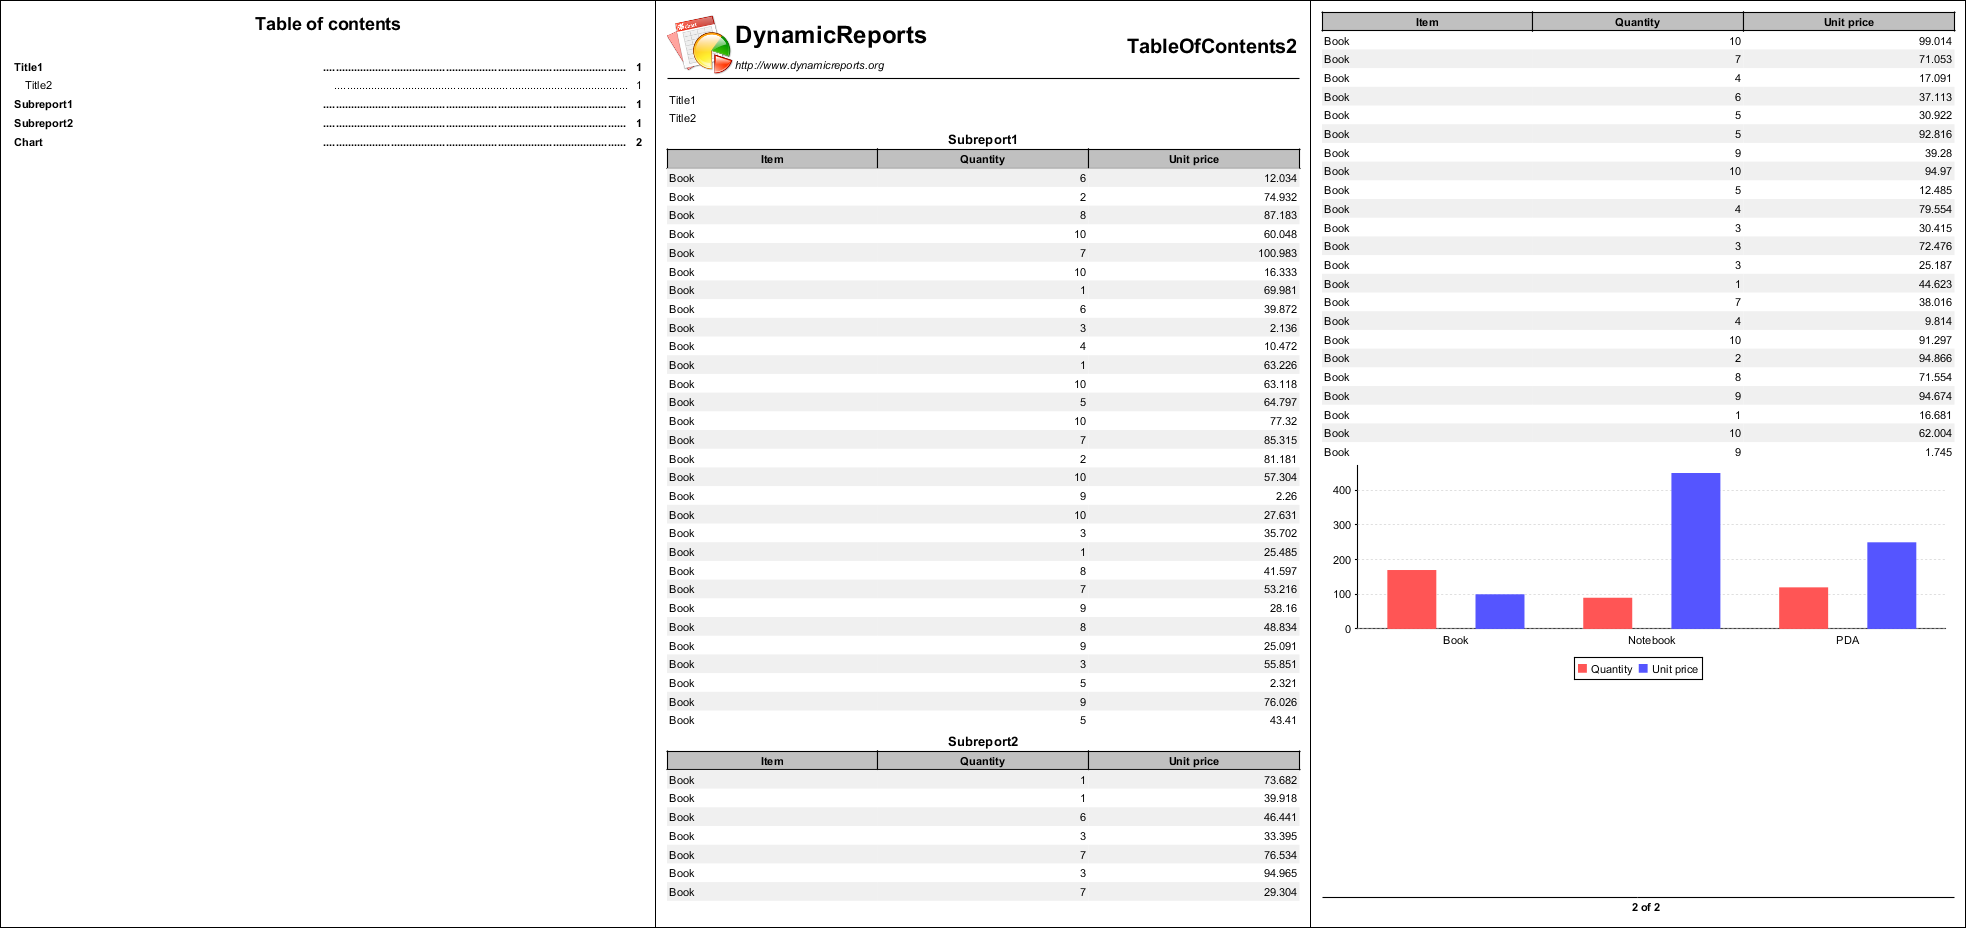 Table of contents
Title1 1
Title2 1
Subreport1 1
Subreport2 1
Chart 2
DynamicReports
http://www.dynamicreports.org
TableOfContents2
Title1
Title2
Subreport1
Item Quantity Unit price
Book 6 12.034
Book 2 74.932
Book 8 87.183
Book 10 60.048
Book 7 100.983
Book 10 16.333
Book 1 69.981
Book 6 39.872
Book 3 2.136
Book 4 10.472
Book 1 63.226
Book 10 63.118
Book 5 64.797
Book 10 77.32
Book 7 85.315
Book 2 81.181
Book 10 57.304
Book 9 2.26
Book 10 27.631
Book 3 35.702
Book 1 25.485
Book 8 41.597
Book 7 53.216
Book 9 28.16
Book 8 48.834
Book 9 25.091
Book 3 55.851
Book 5 2.321
Book 9 76.026
Book 5 43.41
Subreport2
Item Quantity Unit price
Book 1 73.682
Book 1 39.918
Book 6 46.441
Book 3 33.395
Book 7 76.534
Book 3 94.965
Book 7 29.304
Item Quantity Unit price
Book 10 99.014
Book 7 71.053
Book 4 17.091
Book 6 37.113
Book 5 30.922
Book 5 92.816
Book 9 39.28
Book 10 94.97
Book 5 12.485
Book 4 79.554
Book 3 30.415
Book 3 72.476
Book 3 25.187
Book 1 44.623
Book 7 38.016
Book 4 9.814
Book 10 91.297
Book 2 94.866
Book 8 71.554
Book 9 94.674
Book 1 16.681
Book 10 62.004
Book 9 1.745
400
300
200
100
0
Book Notebook PDA
Quantity Unit price
2 of 2